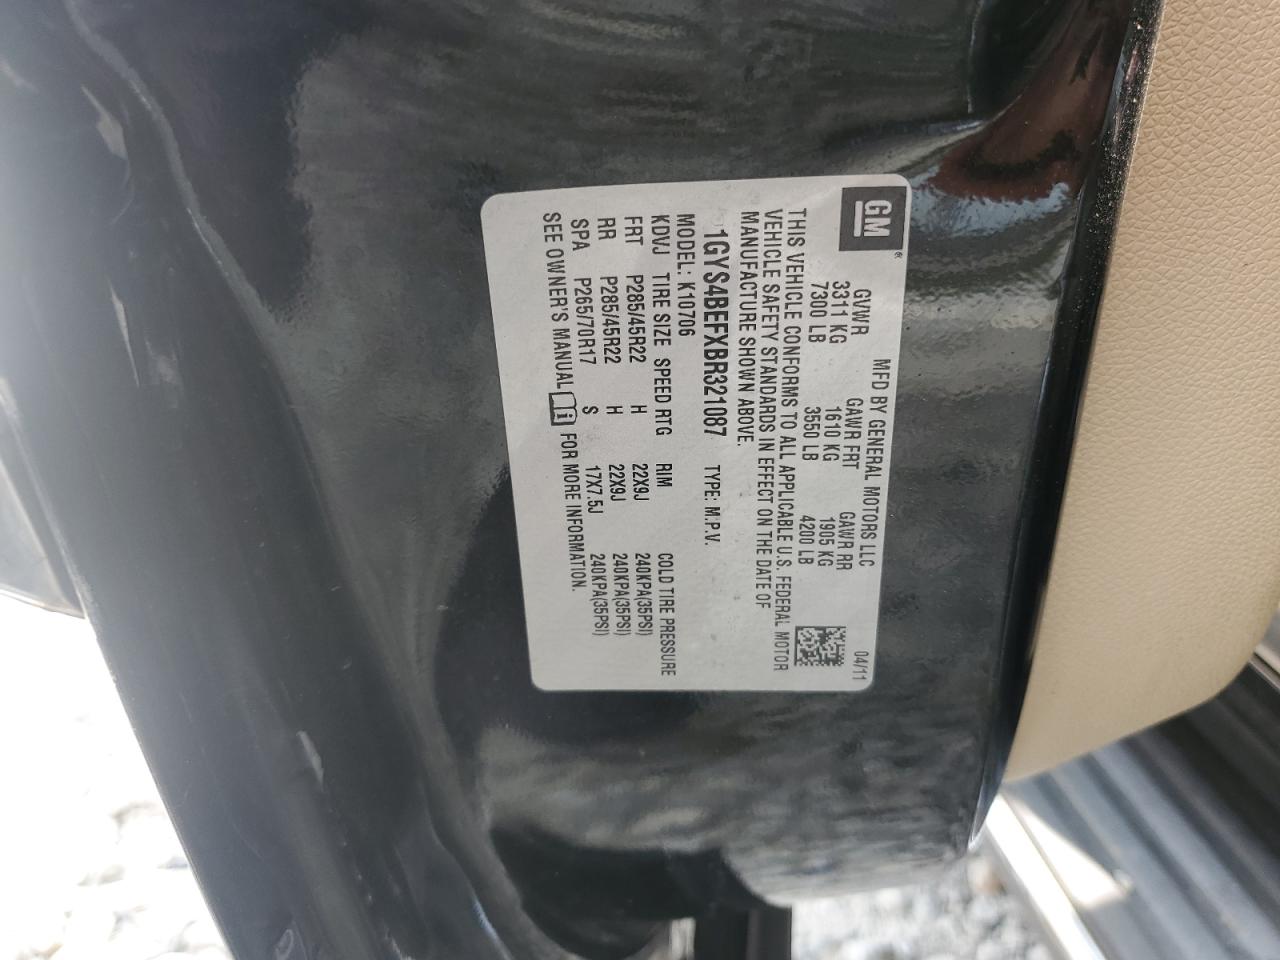 GM
MFD BY GENERAL MOTORS LLC 04/11
GVWR GAWR FRT GAWR RR
3311 KG 1610 KG 1905 KG
7300 LB 3550 LB 4200 LB
THIS VEHICLE CONFORMS TO ALL APPLICABLE U.S. FEDERAL MOTOR
VEHICLE SAFETY STANDARDS IN EFFECT ON THE DATE OF
MANUFACTURE SHOWN ABOVE.
1GYS4BEFXBR321087 TYPE: M.P.V.
MODEL: K10706
KDVJ TIRE SIZE SPEED RTG RIM COLD TIRE PRESSURE
FRT P285/45R22 H 22X9J 240KPA(35PSI)
RR P285/45R22 H 22X9J 240KPA(35PSI)
SPA P265/70R17 S 17X7.5J 240KPA(35PSI)
SEE OWNER'S MANUAL i FOR MORE INFORMATION.